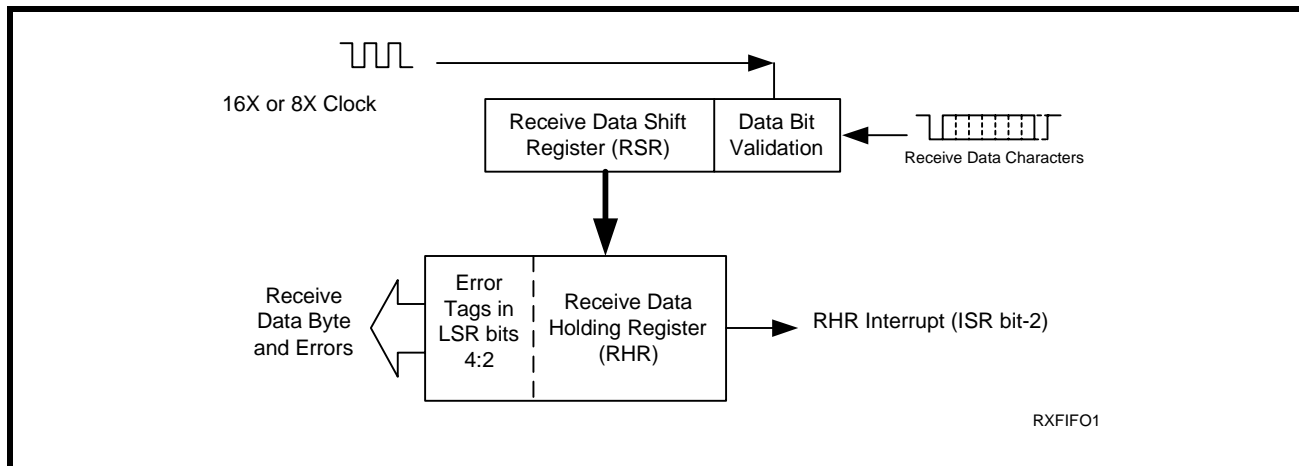 16X or 8X Clock
Receive Data Shift
Register (RSR)
Data Bit
Validation
Receive Data Characters
Receive
Data Byte
and Errors
Error
Tags in
LSR bits
4:2
Receive Data
Holding Register
(RHR)
RHR Interrupt (ISR bit-2)
RXFIFO1